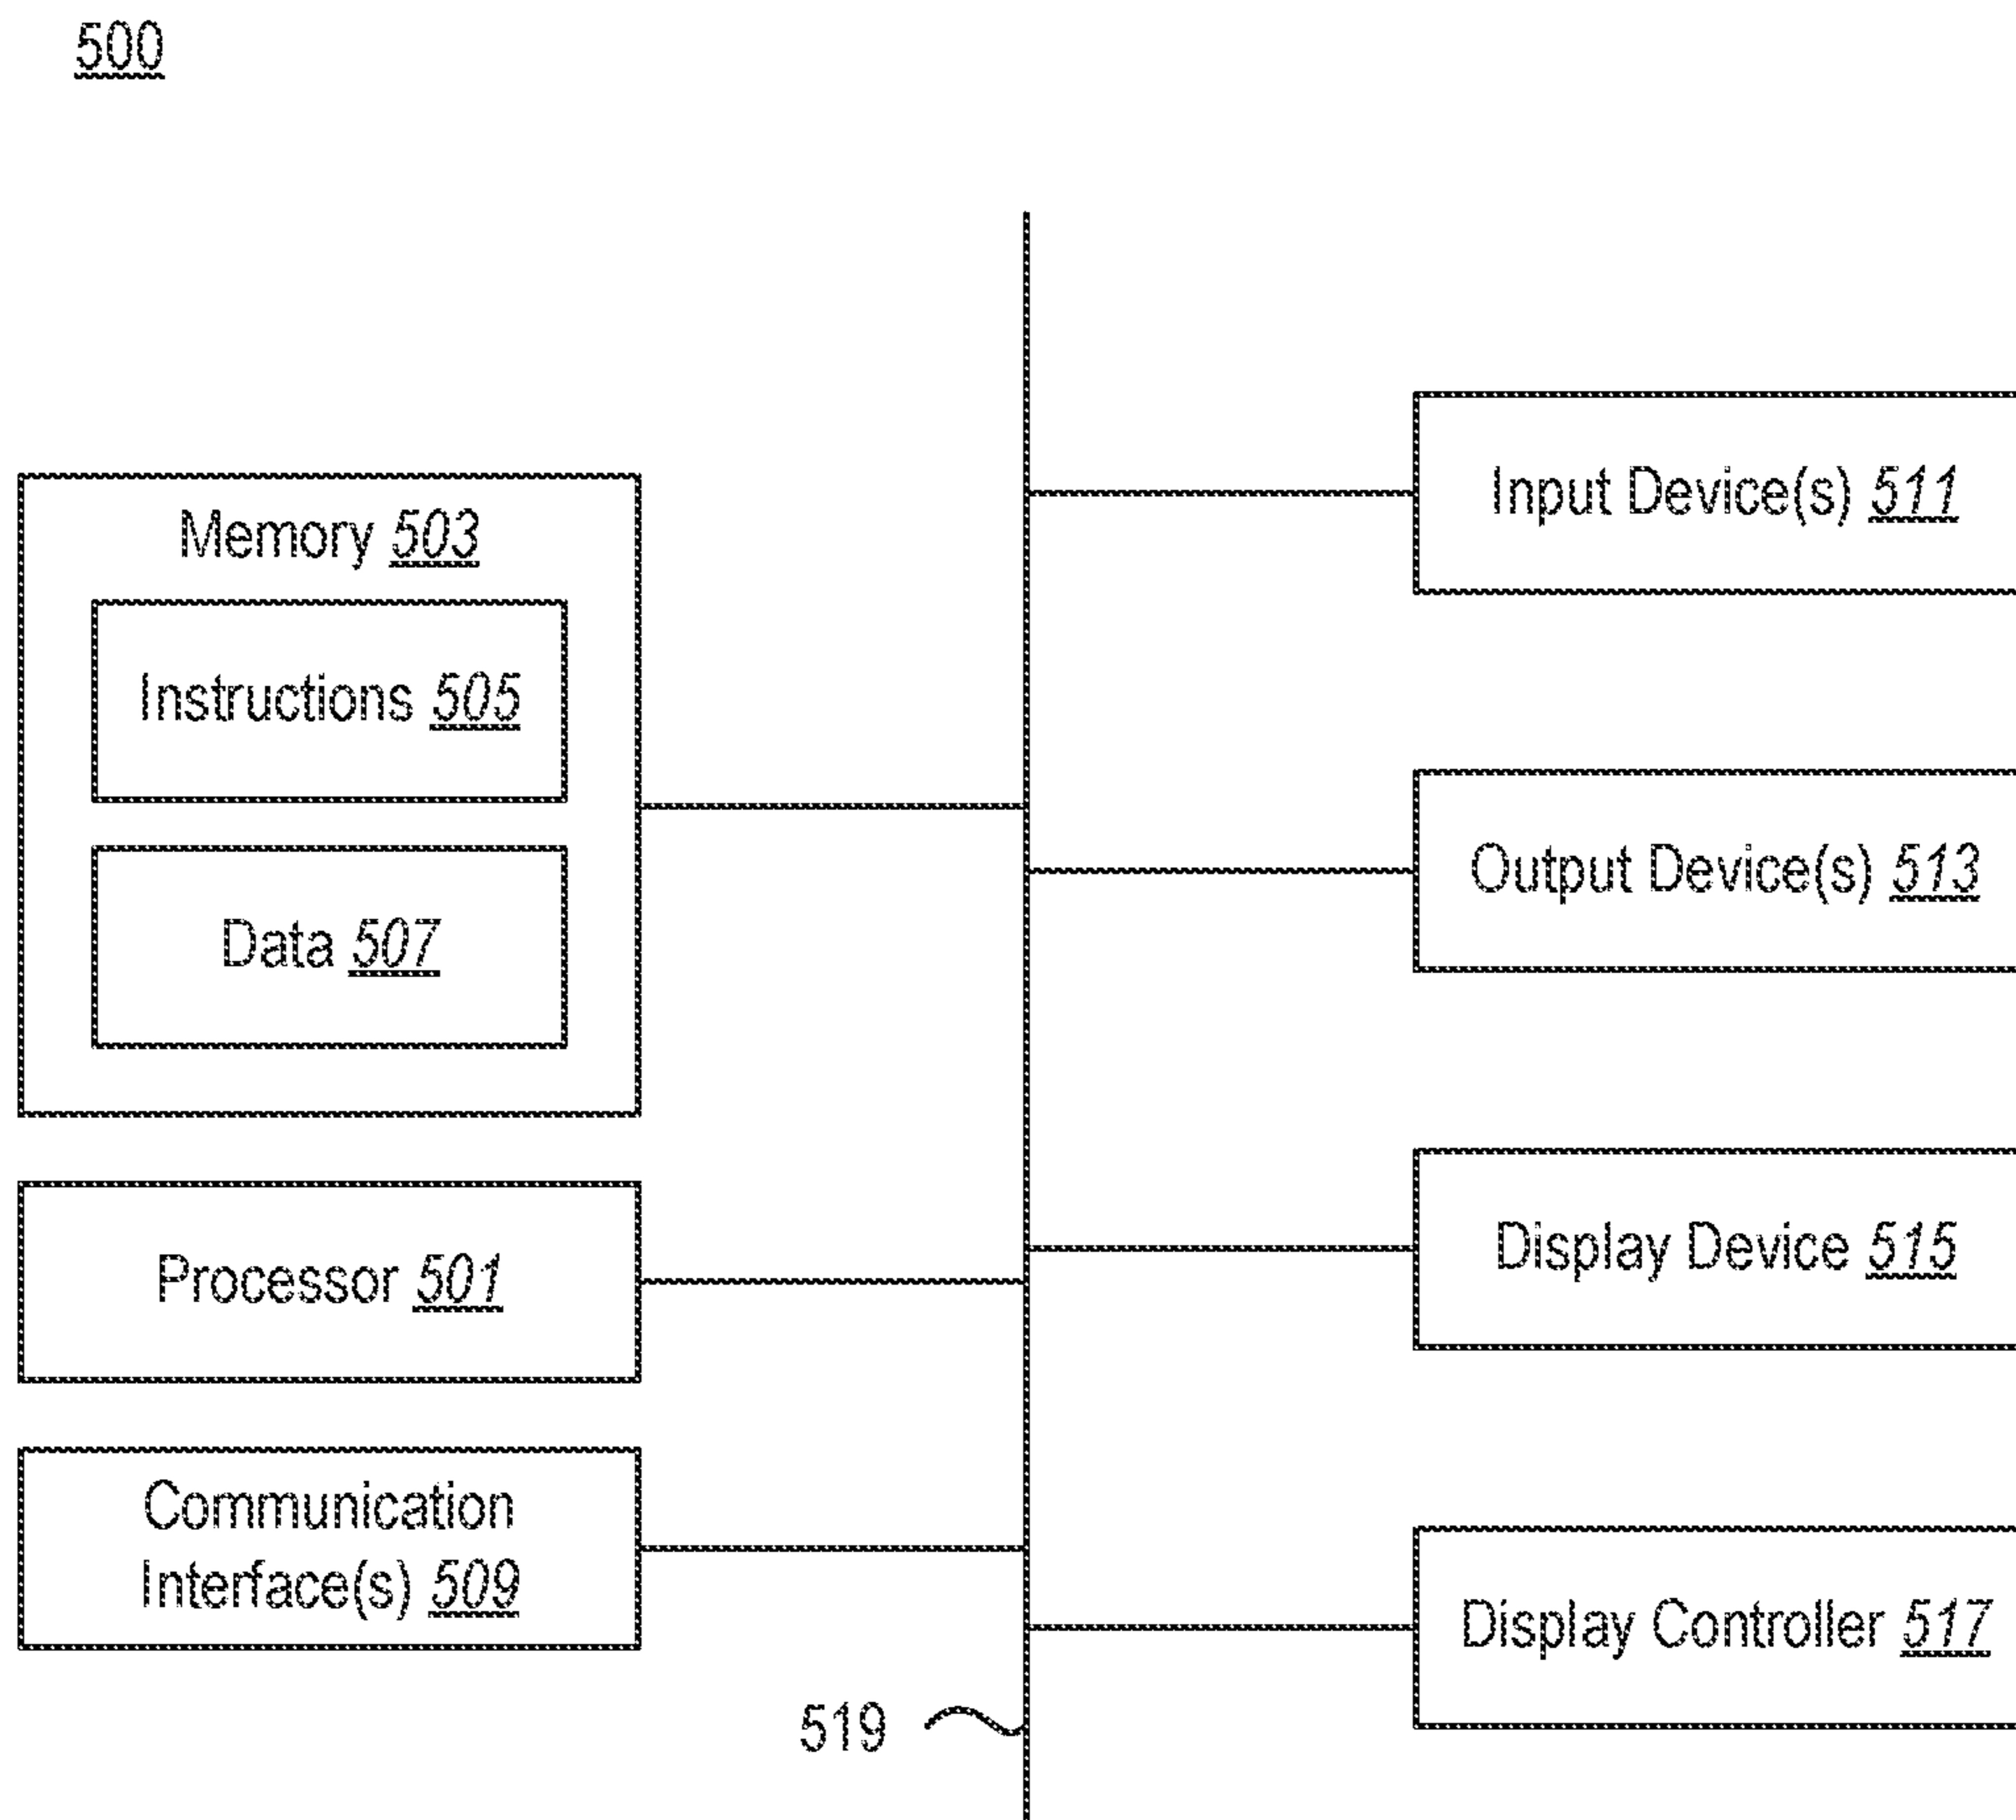 500
Memory 503
Instructions 505
Data 507
Processor 501
Communication
Interface(s) 509
519
Input Device(s) 511
Output Device(s) 513
Display Device 515
Display Controller 517